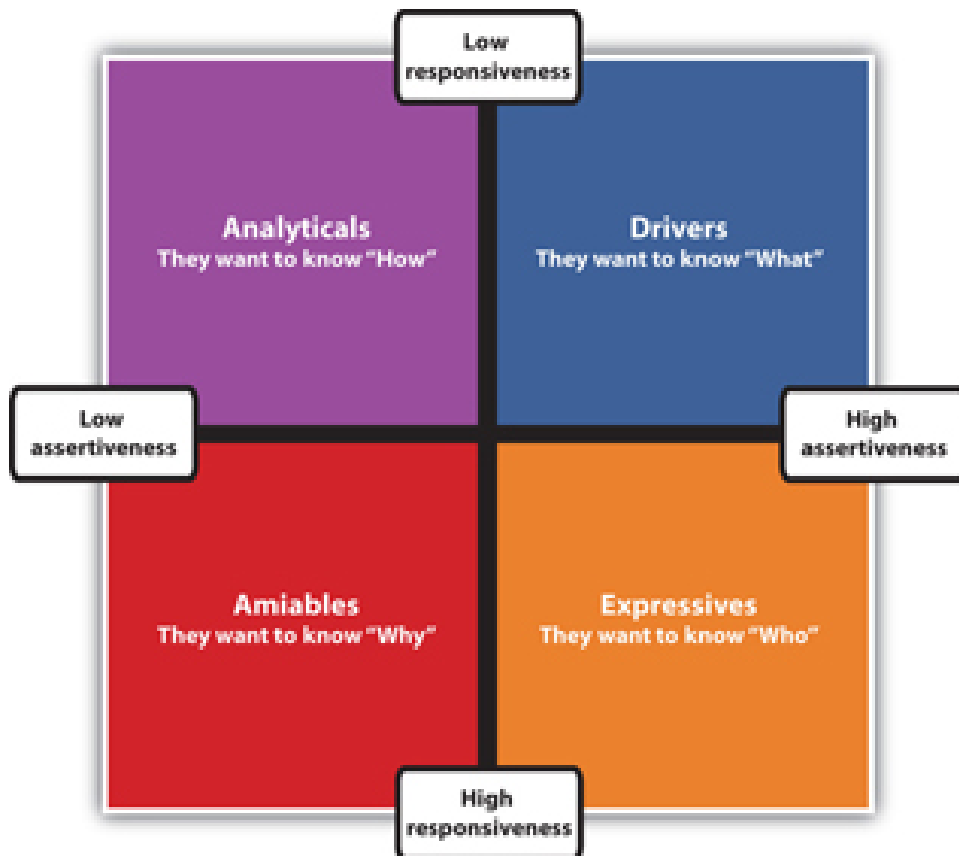 Low
responsiveness
Analyticals
They want to know “How”
Drivers
They want to know “What”
Low
assertiveness
High
assertiveness
Amiables
They want to know “Why”
Expressives
They want to know “Who”
High
responsiveness